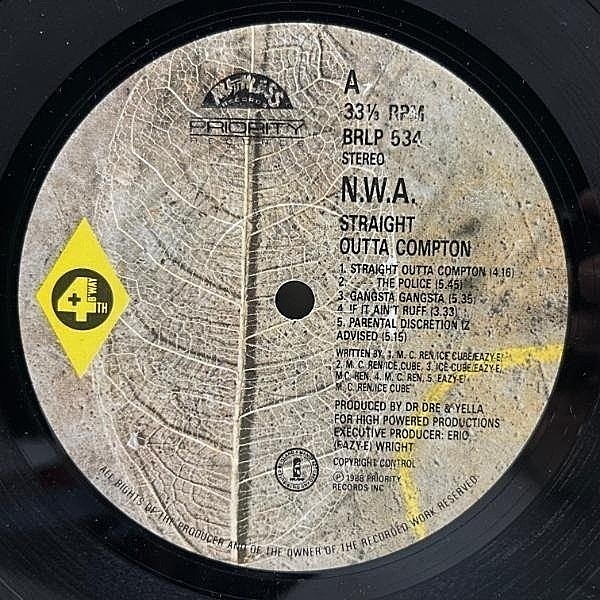 RUTHLESS
RECORDS
PRIORITY
4TH
+
B'WAY
A
33⅓ RPM
BRLP 534
STEREO
N.W.A.
STRAIGHT
OUTTA COMPTON
1. STRAIGHT OUTTA COMPTON (4.16)
2. THE POLICE (5.45)
3. GANGSTA GANGSTA (5.35)
4. IF IT AIN'T RUFF (3.33)
5. PARENTAL DISCRETION IZ
ADVISED (5.15)
WRITTEN BY, 1. M. C. REN/ICE CUBE/EAZY-E/
2. M. C. REN/ICE CUBE, 3. ICE CUBE/EAZY-E/
M.C. REN, 4. M. C. REN, 5. EAZY-E/
M. C. REN/ICE CUBE
PRODUCED BY DR DRE & YELLA
FOR HIGH POWERED PRODUCTIONS
EXECUTIVE PRODUCER: ERIC
(EAZY-E) WRIGHT
COPYRIGHT CONTROL
℗ 1988 PRIORITY
RECORDS INC
ALL RIGHTS OF THE PRODUCER AND OF THE OWNER OF THE RECORDED WORK RESERVED.